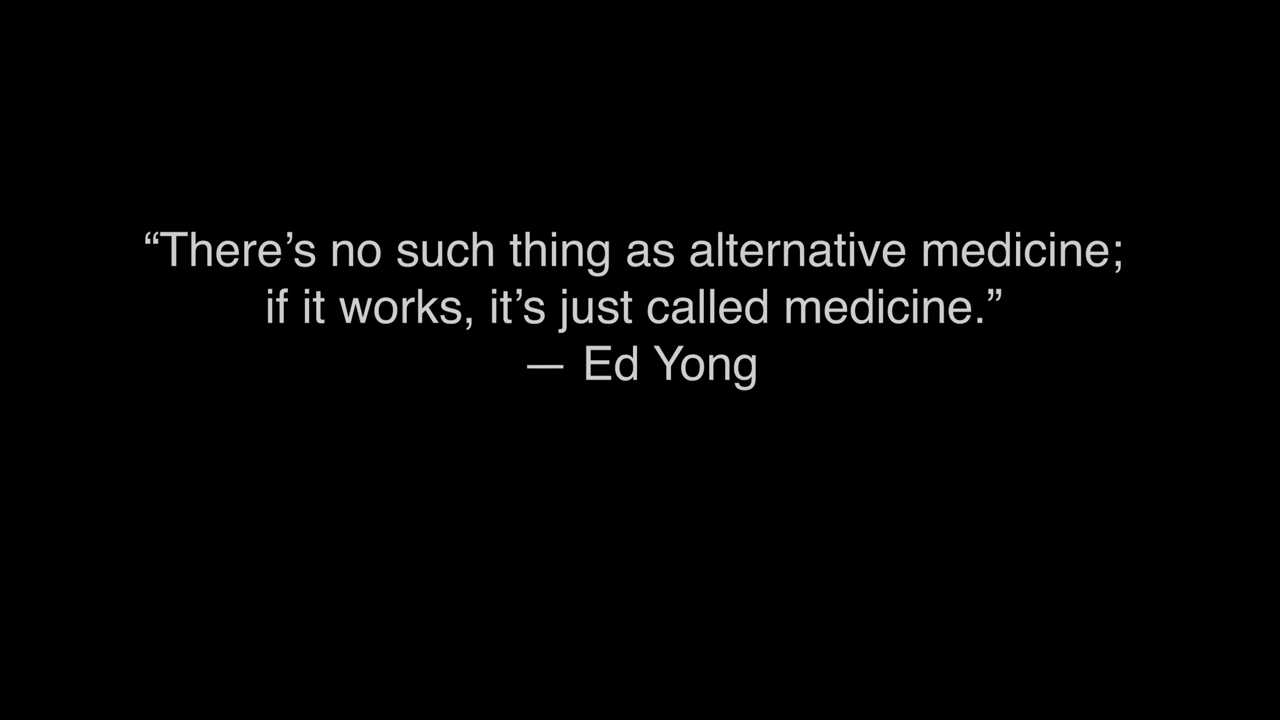 “There’s no such thing as alternative medicine;
if it works, it’s just called medicine.”
— Ed Yong